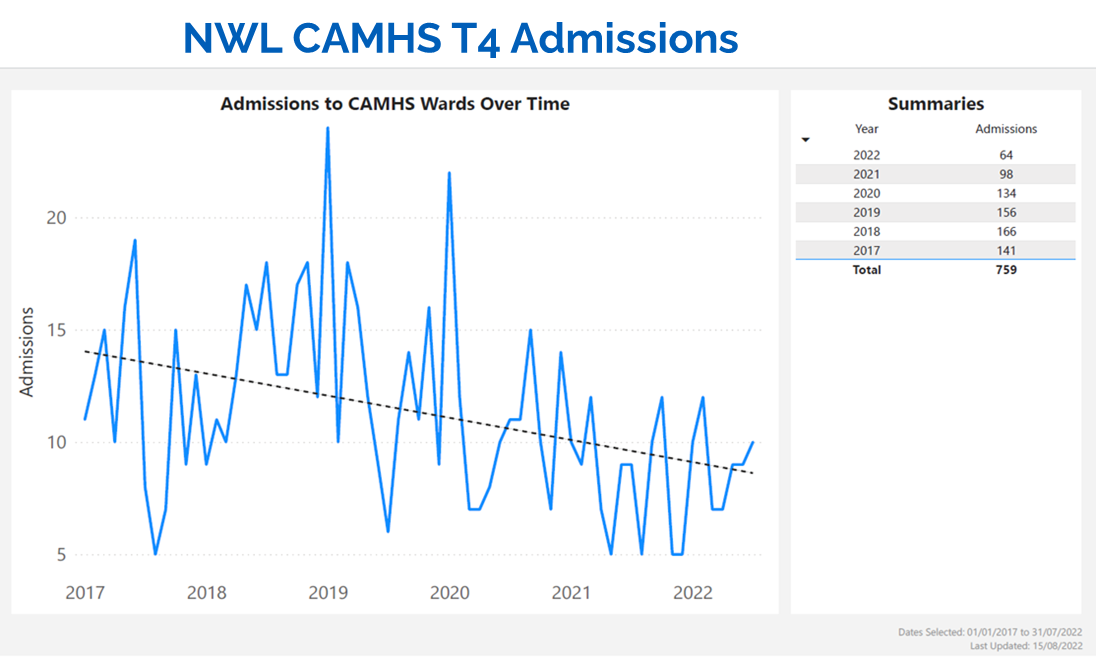 NWL CAMHS T4 Admissions
Admissions to CAMHS Wards Over Time
Admissions
20
15
10
5
2017 2018 2019 2020 2021 2022
Summaries
Year Admissions
2022 64
2021 98
2020 134
2019 156
2018 166
2017 141
Total 759
Dates Selected: 01/01/2017 to 31/07/2022
Last Updated: 15/08/2022